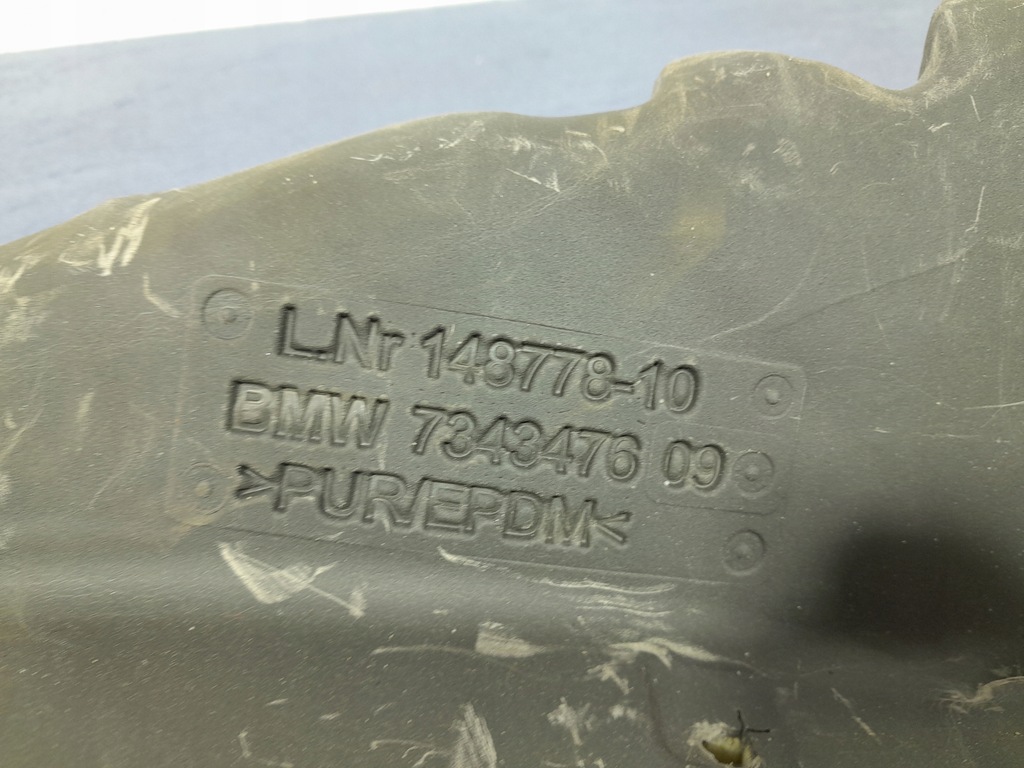 L.Nr 148778-10
BMW 7343476 09
>PUR/EPDM<